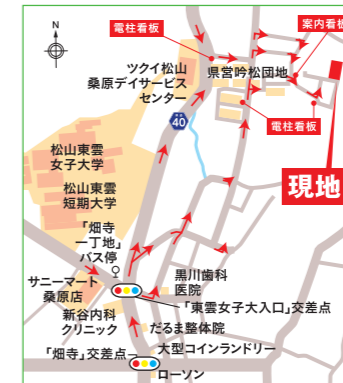 N
電柱看板
案内看板
ツクイ松山
桑原デイサービス
センター
県営吟松団地
40
電柱看板
松山東雲
女子大学
松山東雲
短期大学
現地
「畑寺
一丁地」
バス停
サニーマート
桑原店
黒川歯科
医院
「東雲女子大入口」交差点
新谷内科
クリニック
だるま整体院
「畑寺」交差点
大型コインランドリー
ローソン